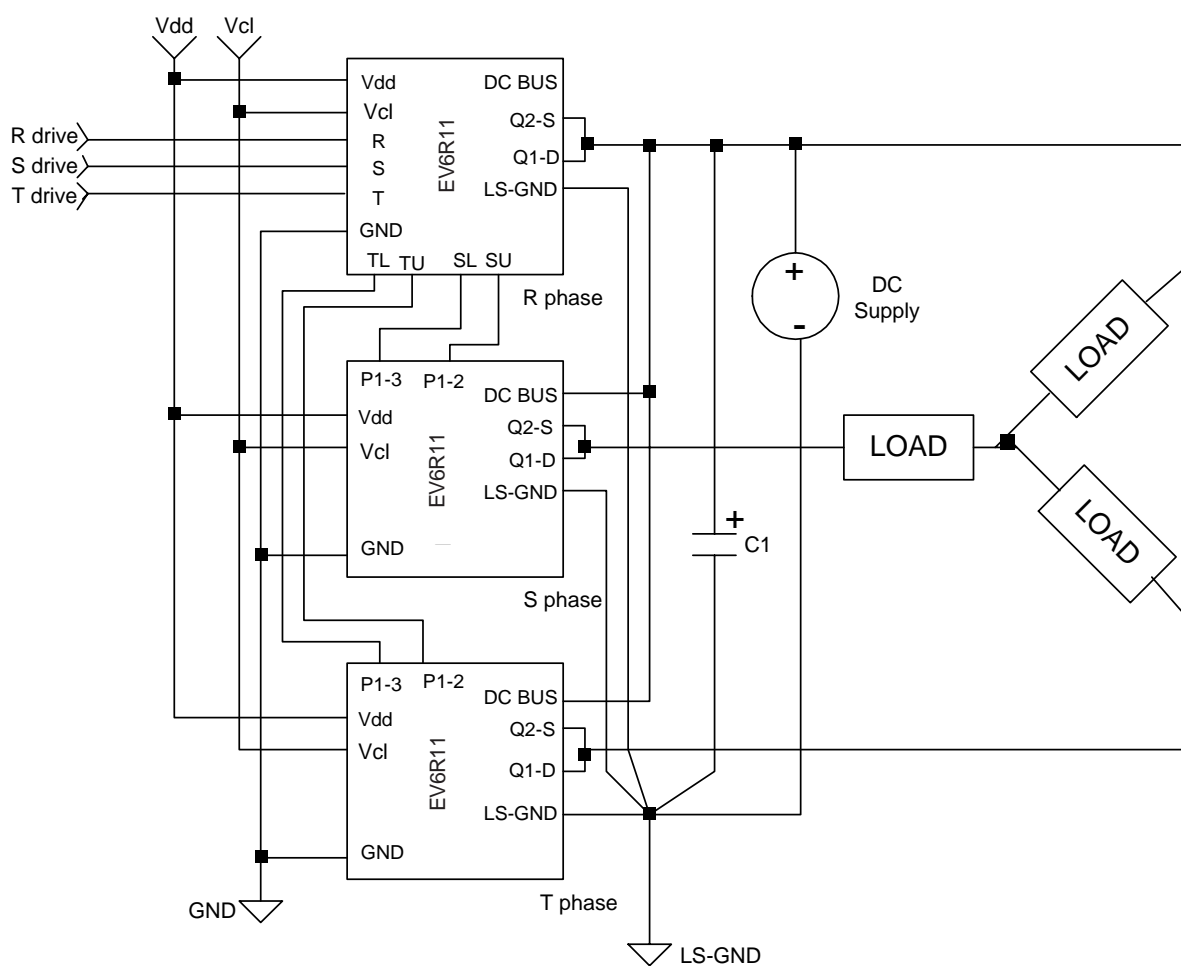 Vdd Vcl
Vdd
Vcl
R
S
T
GND
TL TU SL SU
DC BUS
Q2-S
Q1-D
LS-GND
EV6R11
R drive
S drive
T drive
R phase
+
-
DC
Supply
P1-3 P1-2
Vdd
Vcl
GND
DC BUS
Q2-S
Q1-D
LS-GND
EV6R11
S phase
LOAD
LOAD
LOAD
+
C1
P1-3 P1-2
Vdd
Vcl
GND
DC BUS
Q2-S
Q1-D
LS-GND
EV6R11
T phase
GND
LS-GND